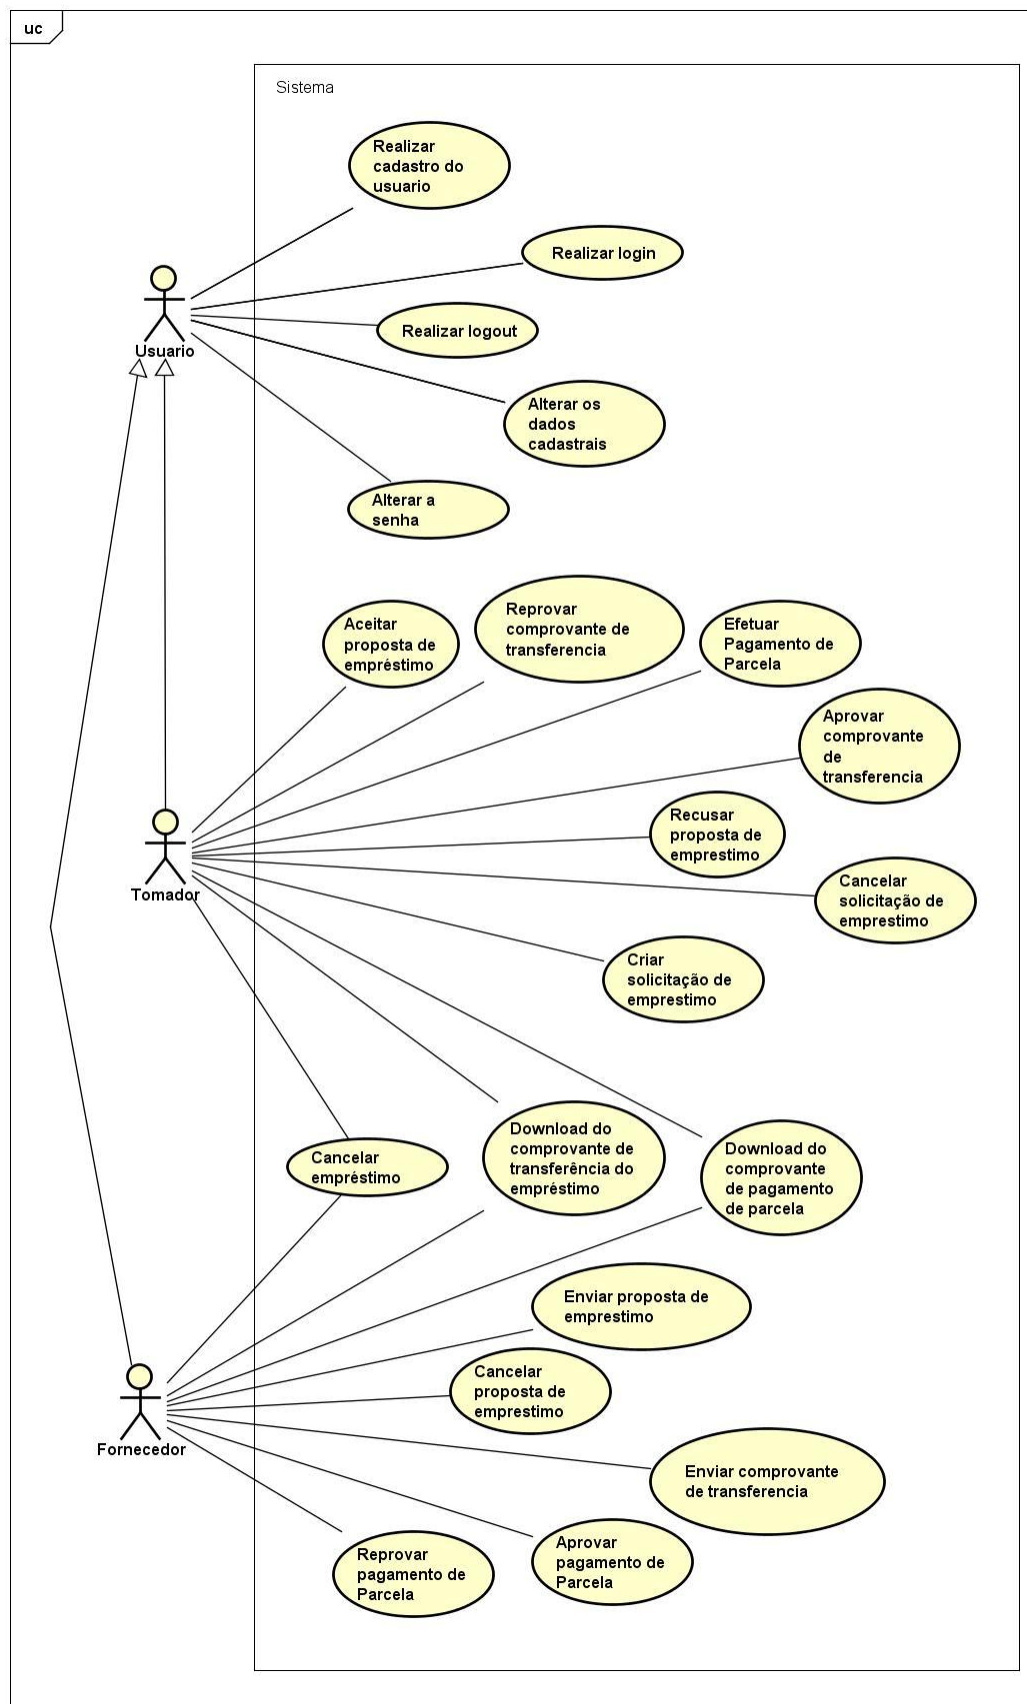 uc
Sistema
Realizar
cadastro do
usuario
Realizar login
Usuario
Realizar logout
Alterar os
dados
cadastrais
Alterar a
senha
Aceitar
proposta de
empréstimo
Reprovar
comprovante de
transferencia
Efetuar
Pagamento de
Parcela
Aprovar
comprovante
de
transferencia
Recusar
proposta de
emprestimo
Tomador
Cancelar
solicitação de
emprestimo
Criar
solicitação de
emprestimo
Cancelar
empréstimo
Download do
comprovante de
transferência do
empréstimo
Download do
comprovante
de pagamento
de parcela
Enviar proposta de
emprestimo
Cancelar
proposta de
emprestimo
Fornecedor
Enviar comprovante
de transferencia
Reprovar
pagamento de
Parcela
Aprovar
pagamento de
Parcela